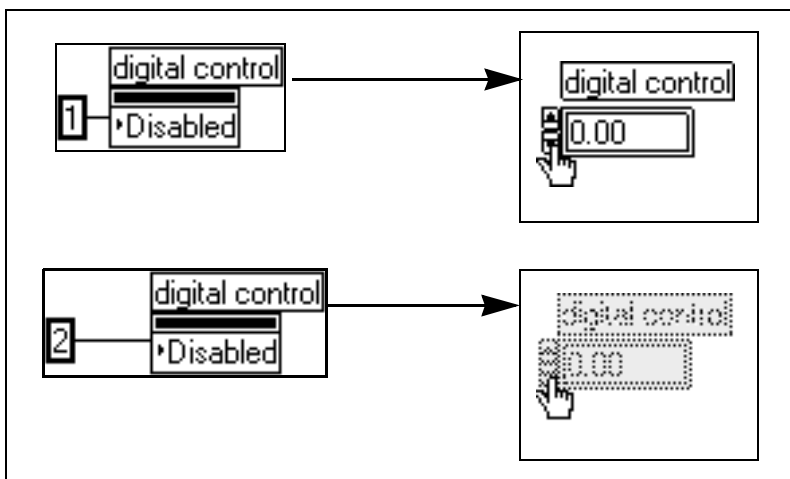 digital control
1 Disabled
digital control
0.00
digital control
2 Disabled
digital control
0.00